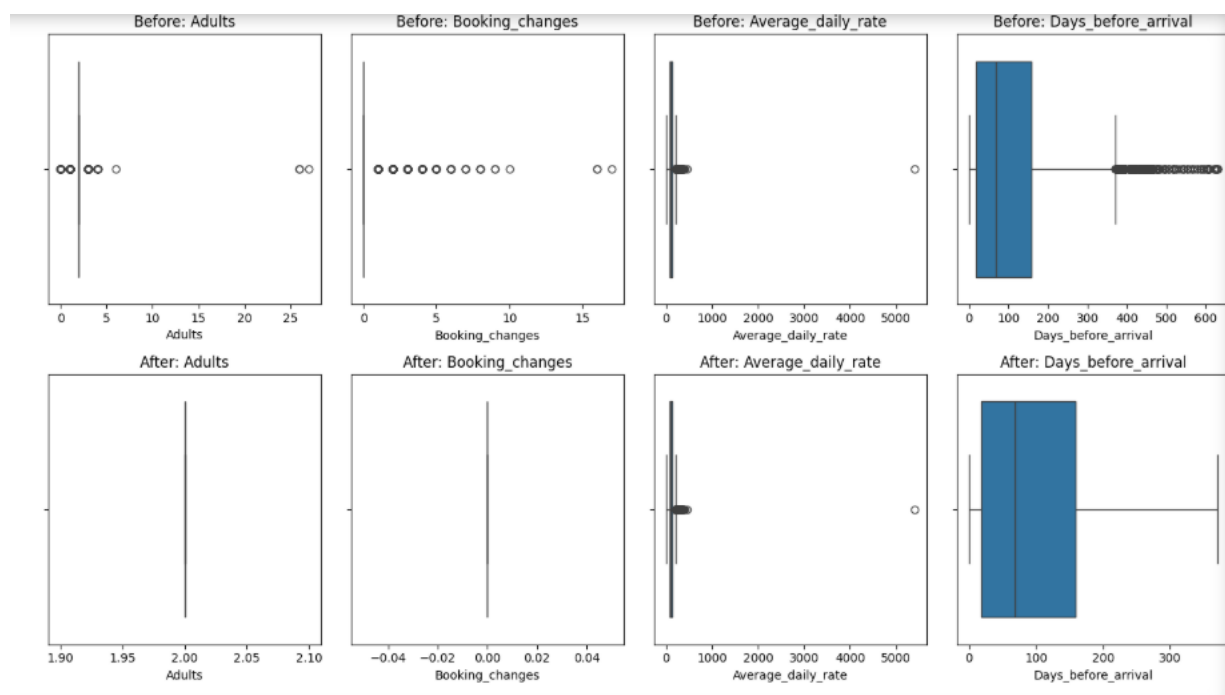 Before: Adults
Before: Booking_changes
Before: Average_daily_rate
Before: Days_before_arrival
0 5 10 15 20 25
0 5 10 15
0 1000 2000 3000 4000 5000
0 100 200 300 400 500 600
Adults
Booking_changes
Average_daily_rate
Days_before_arrival
After: Adults
After: Booking_changes
After: Average_daily_rate
After: Days_before_arrival
1.90 1.95 2.00 2.05 2.10
−0.04 −0.02 0.00 0.02 0.04
0 1000 2000 3000 4000 5000
0 100 200 300
Adults
Booking_changes
Average_daily_rate
Days_before_arrival